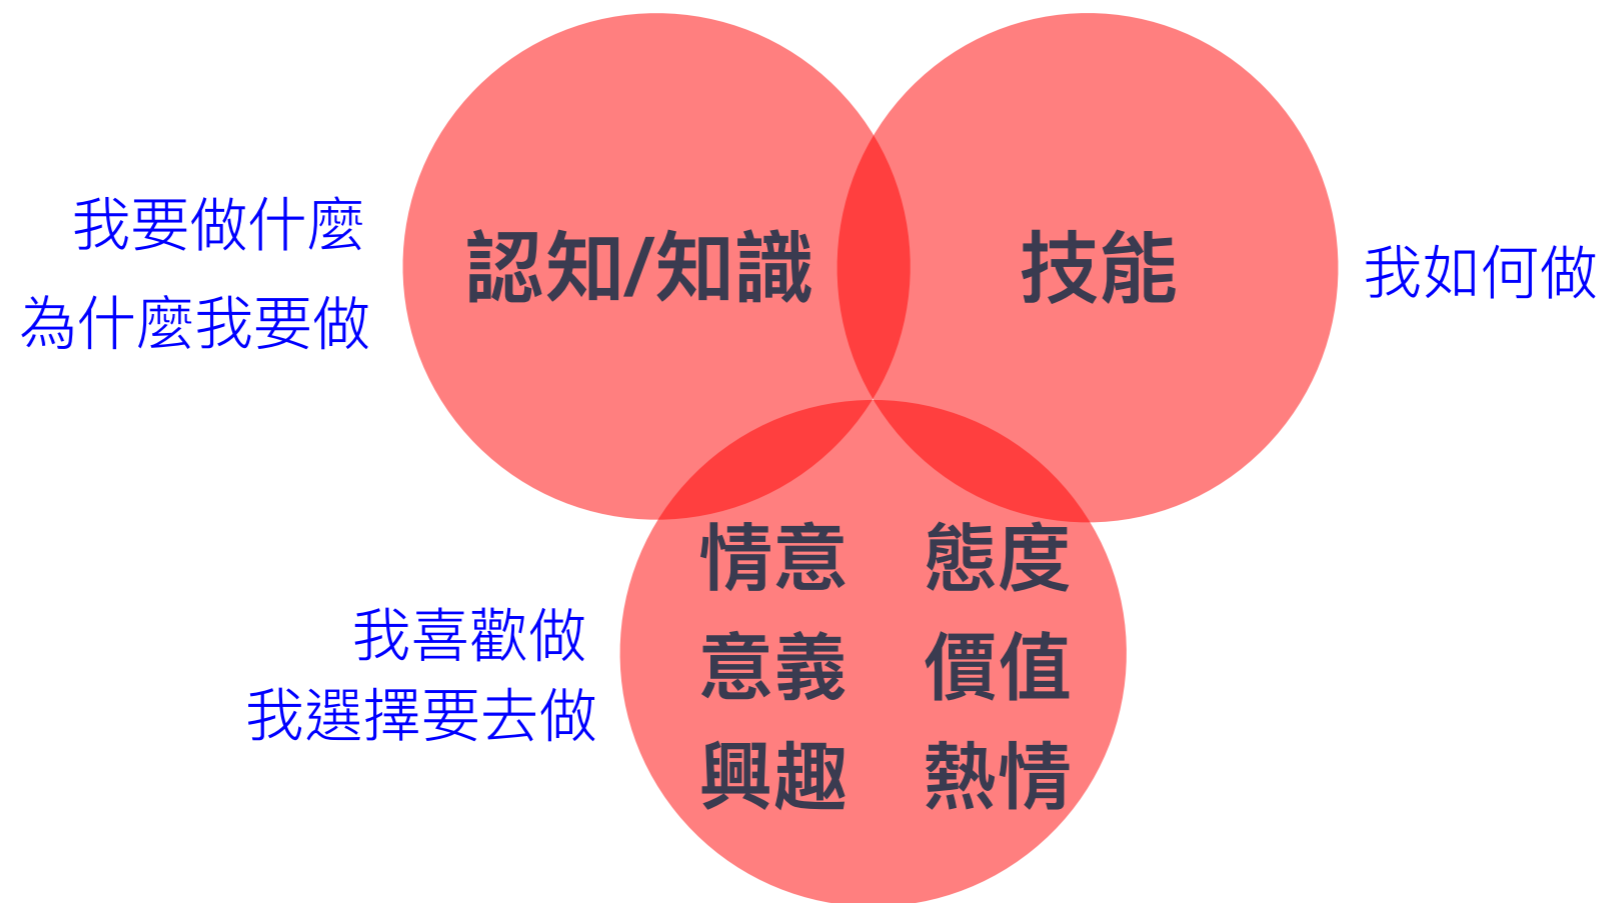 我要做什麼
為什麼我要做
認知/知識
技能
我如何做
我喜歡做
我選擇要去做
情意 態度
意義 價值
興趣 熱情